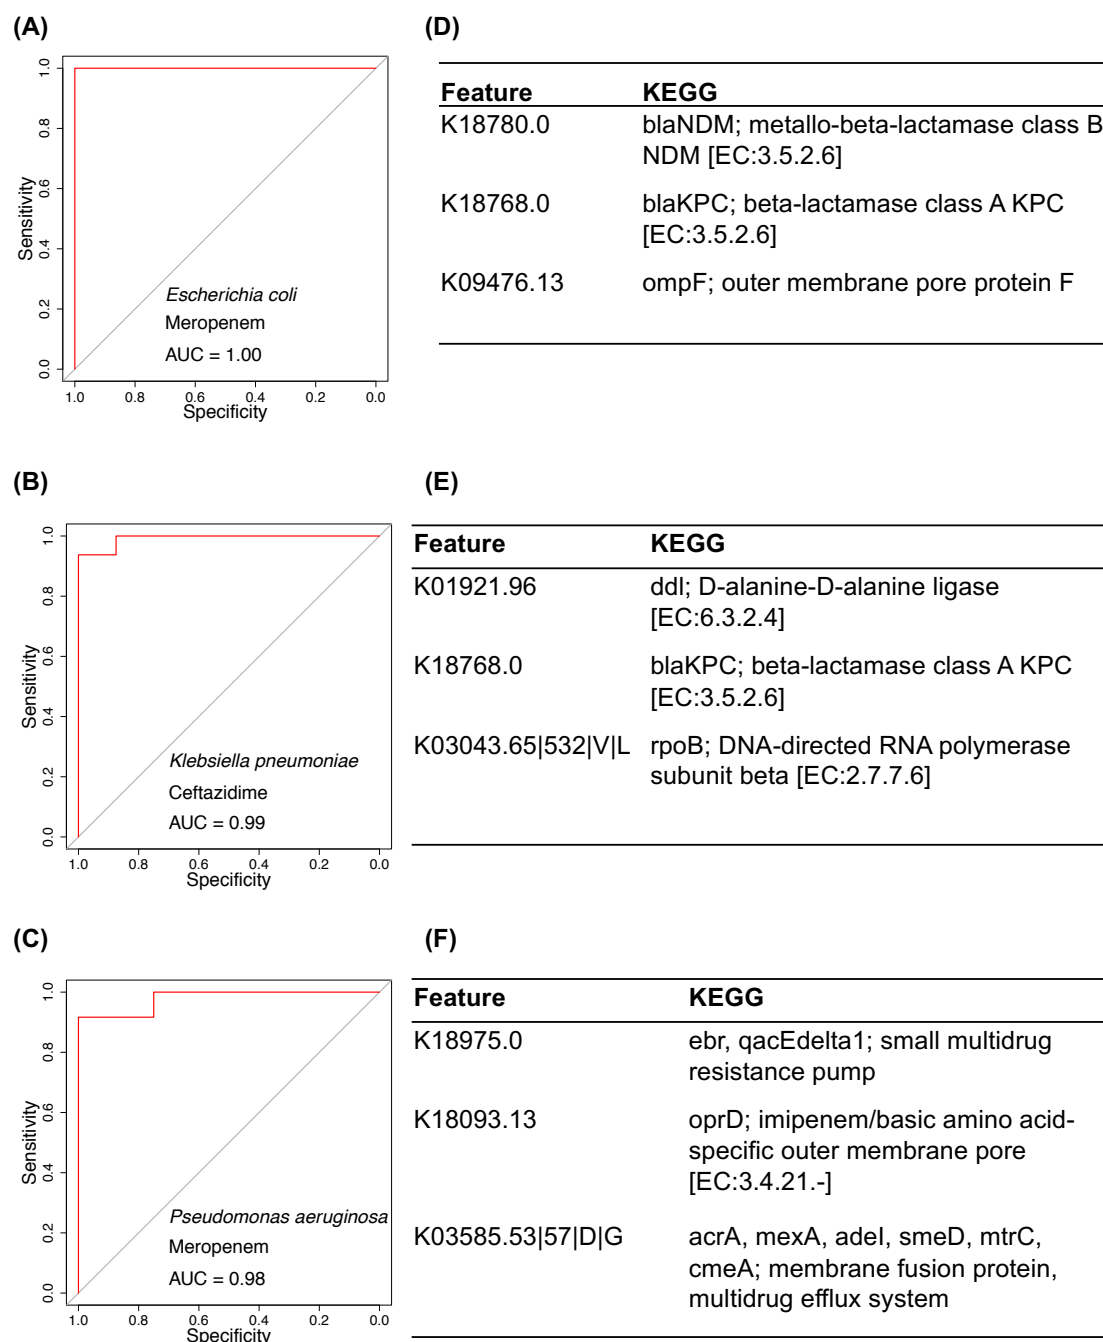 (A)
1.0
0.8
0.6
0.4
0.2
0.0
Sensitivity
Escherichia coli
Meropenem
AUC = 1.00
1.0 0.8 0.6 0.4 0.2 0.0
Specificity
(D)
Feature KEGG
K18780.0 blaNDM; metallo-beta-lactamase class B
NDM [EC:3.5.2.6]
K18768.0 blaKPC; beta-lactamase class A KPC
[EC:3.5.2.6]
K09476.13 ompF; outer membrane pore protein F
(B)
1.0
0.8
0.6
0.4
0.2
0.0
Sensitivity
Klebsiella pneumoniae
Ceftazidime
AUC = 0.99
1.0 0.8 0.6 0.4 0.2 0.0
Specificity
(E)
Feature KEGG
K01921.96 ddl; D-alanine-D-alanine ligase
[EC:6.3.2.4]
K18768.0 blaKPC; beta-lactamase class A KPC
[EC:3.5.2.6]
K03043.65|532|V|L rpoB; DNA-directed RNA polymerase
subunit beta [EC:2.7.7.6]
(C)
1.0
0.8
0.6
0.4
0.2
0.0
Sensitivity
Pseudomonas aeruginosa
Meropenem
AUC = 0.98
1.0 0.8 0.6 0.4 0.2 0.0
Specificity
(F)
Feature KEGG
K18975.0 ebr, qacEdelta1; small multidrug
resistance pump
K18093.13 oprD; imipenem/basic amino acid-
specific outer membrane pore
[EC:3.4.21.-]
K03585.53|57|D|G acrA, mexA, adeI, smeD, mtrC,
cmeA; membrane fusion protein,
multidrug efflux system